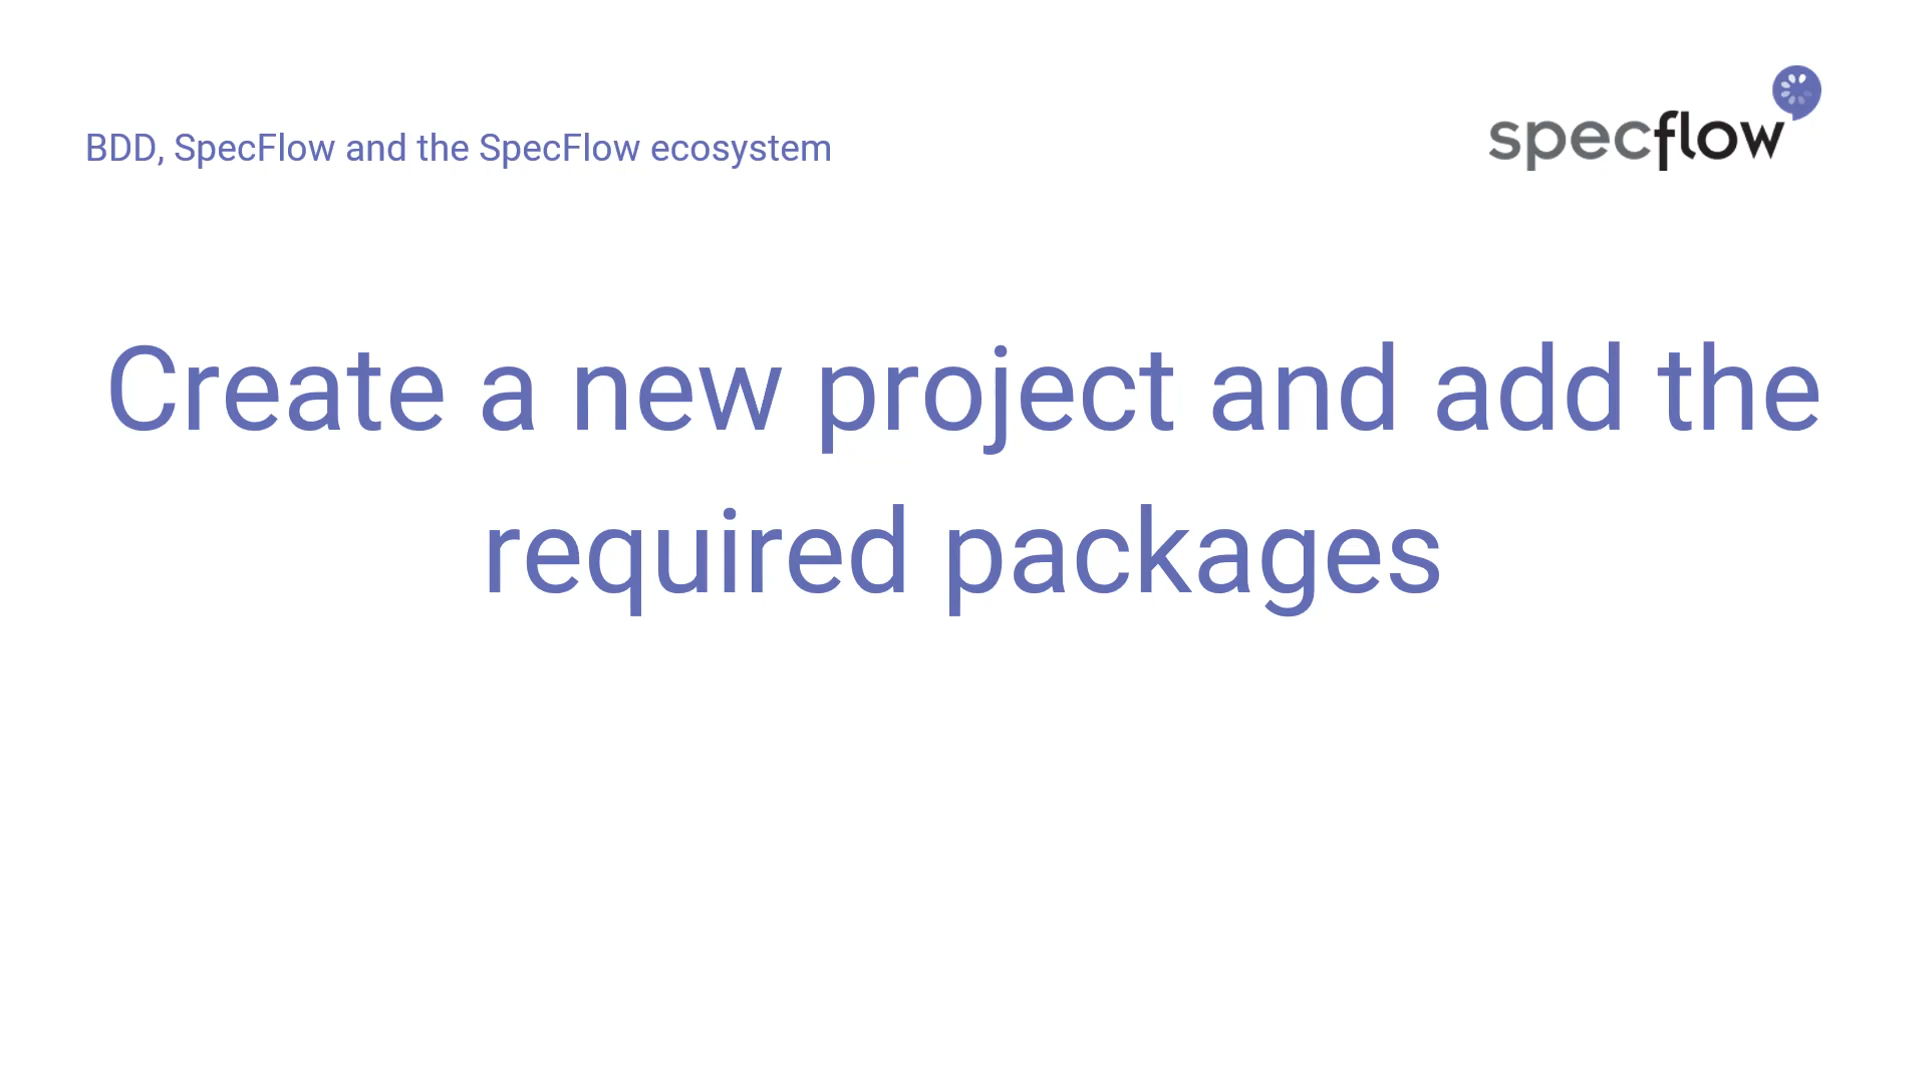 BDD, SpecFlow and the SpecFlow ecosystem
specflow
Create a new project and add the
required packages